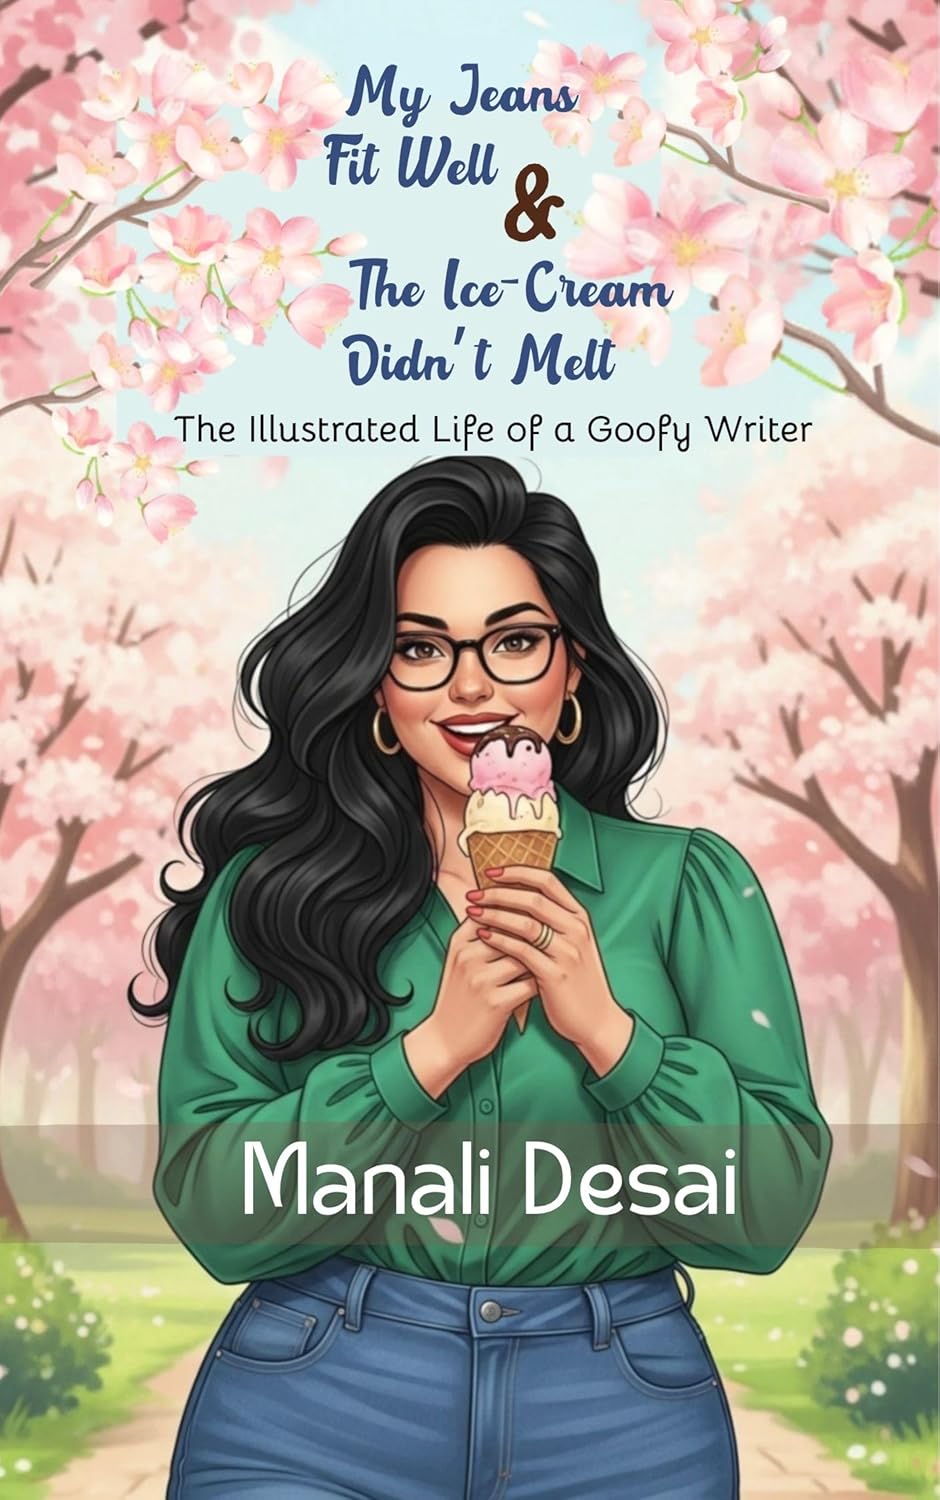 My Jeans
Fit Well
&
The Ice-Cream
Didn't Melt
The Illustrated Life of a Goofy Writer
Manali Desai